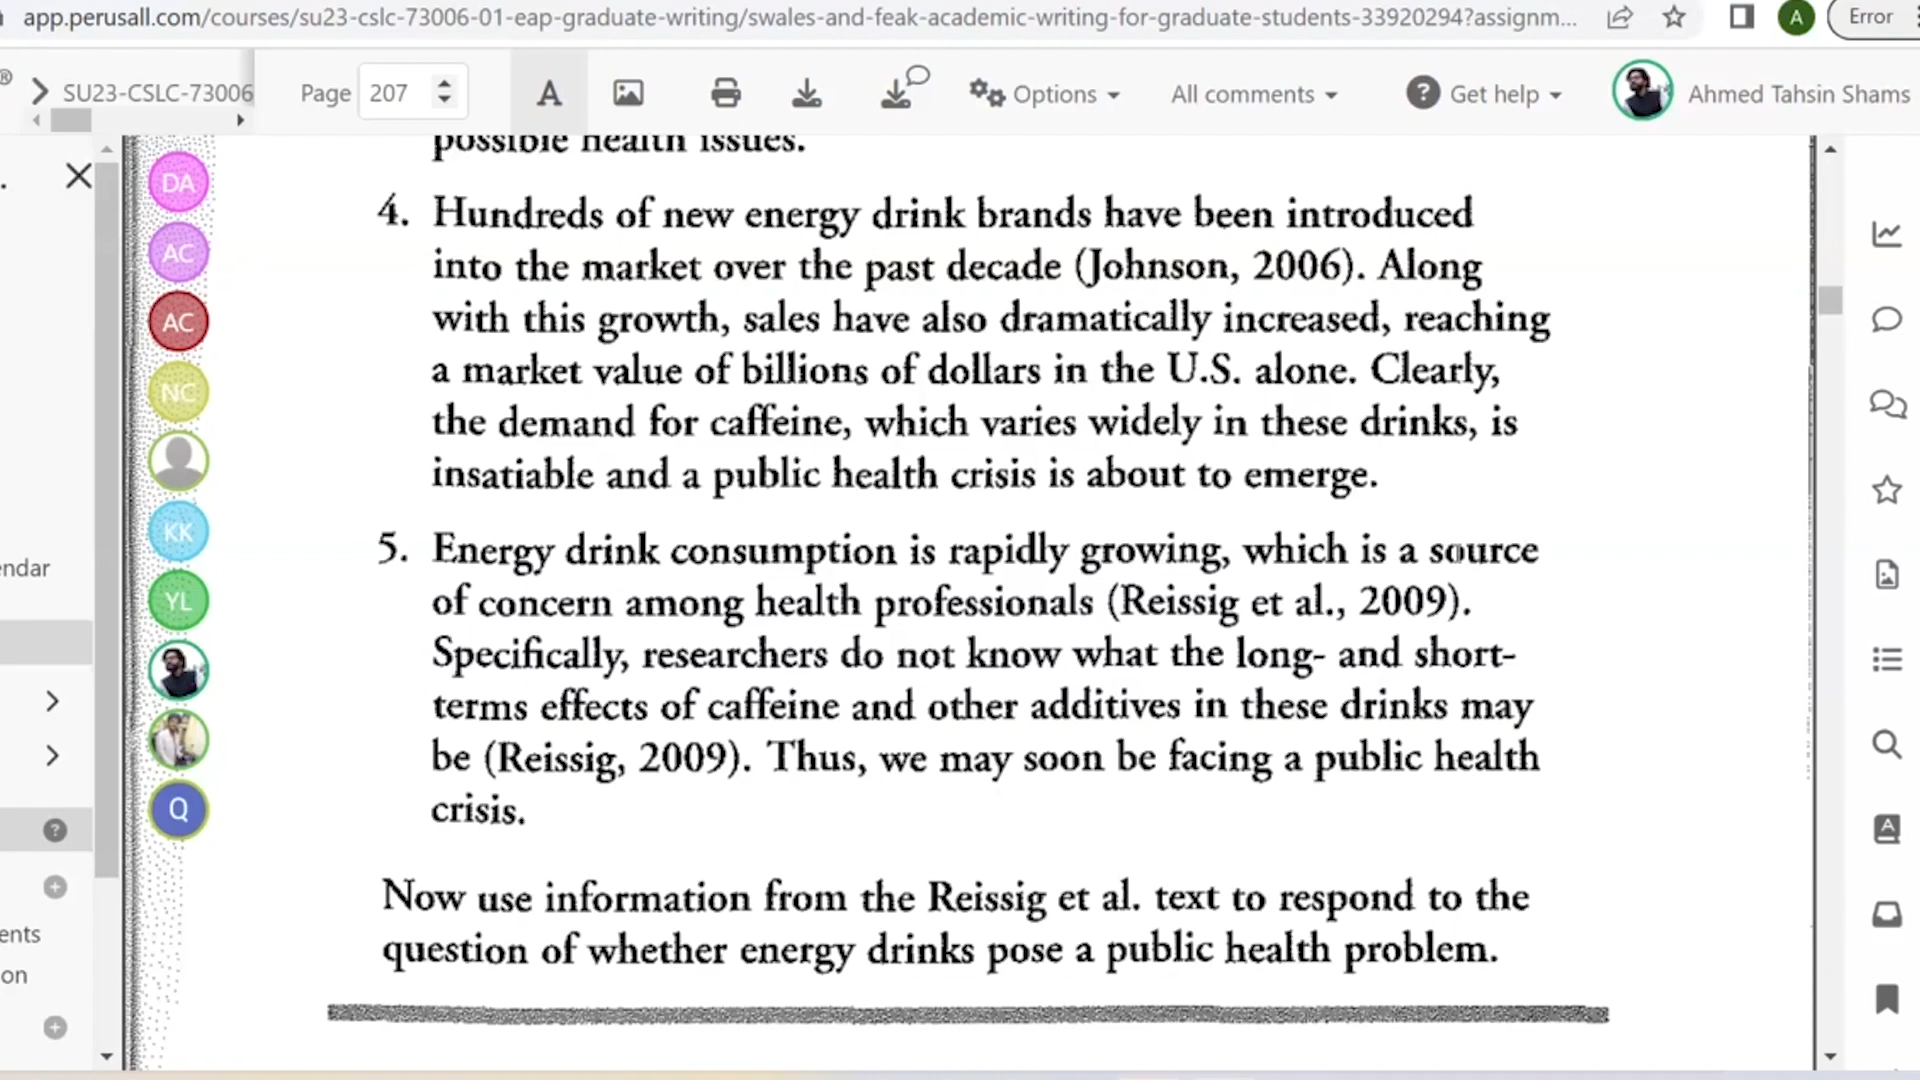 app.perusall.com/courses/su23-cslc-73006-01-eap-graduate-writing/swales-and-feak-academic-writing-for-graduate-students-33920294?assignm...
A
Error
®
SU23-CSLC-73006
Page 207
A
Options
All comments
Get help
Ahmed Tahsin Shams
possible health issues.
DA
AC
AC
NC
KK
YL
Q
endar
ents
on
4. Hundreds of new energy drink brands have been introduced
into the market over the past decade (Johnson, 2006). Along
with this growth, sales have also dramatically increased, reaching
a market value of billions of dollars in the U.S. alone. Clearly,
the demand for caffeine, which varies widely in these drinks, is
insatiable and a public health crisis is about to emerge.
5. Energy drink consumption is rapidly growing, which is a source
of concern among health professionals (Reissig et al., 2009).
Specifically, researchers do not know what the long- and short-
terms effects of caffeine and other additives in these drinks may
be (Reissig, 2009). Thus, we may soon be facing a public health
crisis.
Now use information from the Reissig et al. text to respond to the
question of whether energy drinks pose a public health problem.